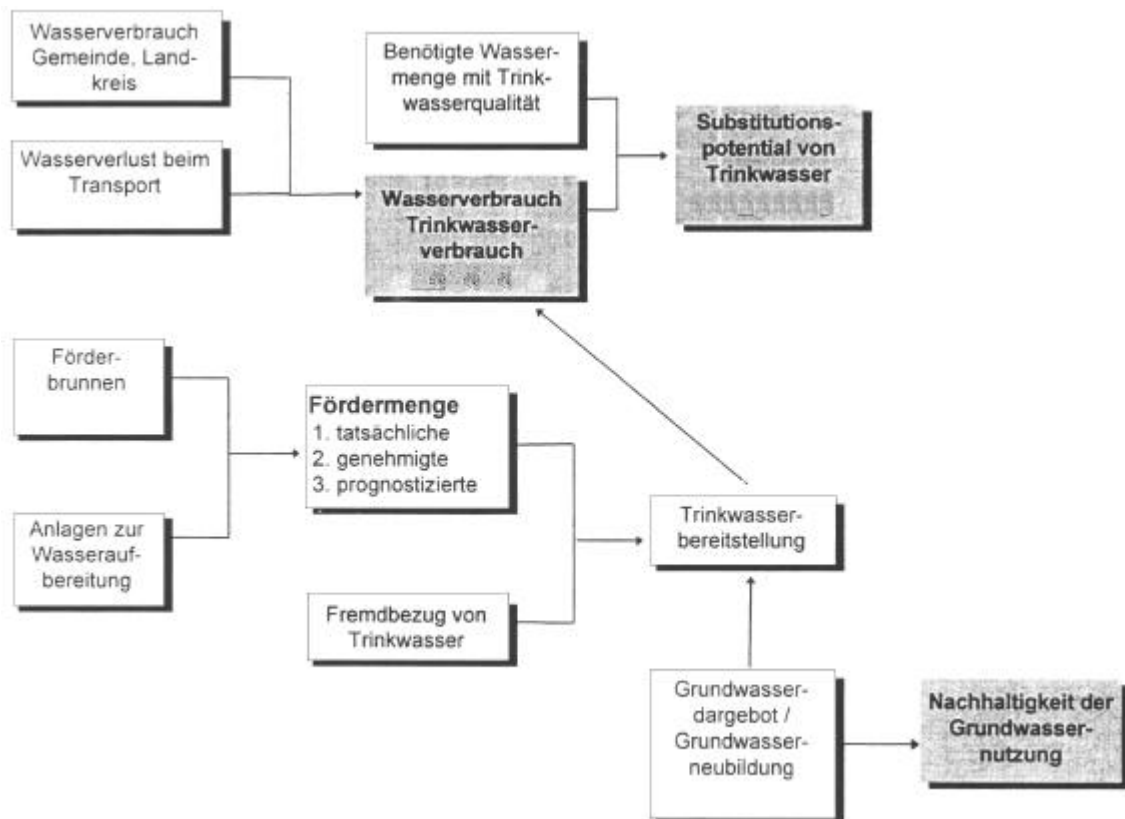 Wasserverbrauch
Gemeinde, Land-
kreis
Benötigte Wasser-
menge mit Trink-
wasserqualität
Substitutions-
potential von
Trinkwasser
Wasserverlust beim
Transport
Wasserverbrauch
Trinkwasser-
verbrauch
Förder-
brunnen
Fördermenge
1. tatsächliche
2. genehmigte
3. prognostizierte
Anlagen zur
Wasserauf-
bereitung
Trinkwasser-
bereitstellung
Fremdbezug von
Trinkwasser
Grundwasser-
dargebot /
Grundwasser-
neubildung
Nachhaltigkeit der
Grundwasser-
nutzung